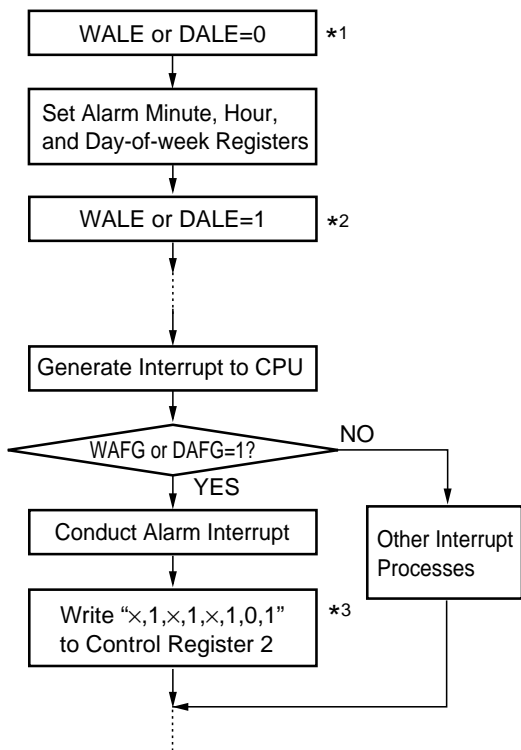 WALE or DALE=0 *1
Set Alarm Minute, Hour,
and Day-of-week Registers
WALE or DALE=1 *2
Generate Interrupt to CPU
WAFG or DAFG=1?
NO
YES
Conduct Alarm Interrupt
Other Interrupt
Processes
Write “×,1,×,1,×,1,0,1” *3
to Control Register 2